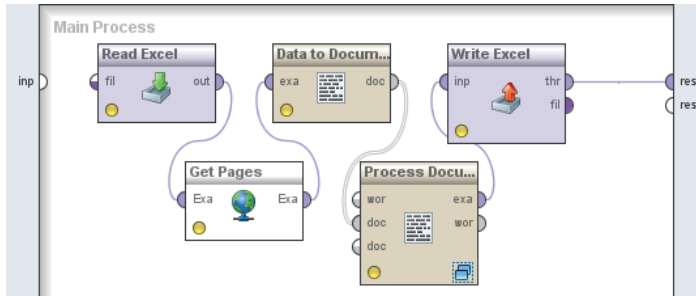 Main Process
Read Excel
Data to Docum...
Write Excel
inp
fil
out
exa
doc
inp
thr
res
fil
res
Get Pages
Process Docu...
Exa
Exa
wor
exa
doc
wor
doc